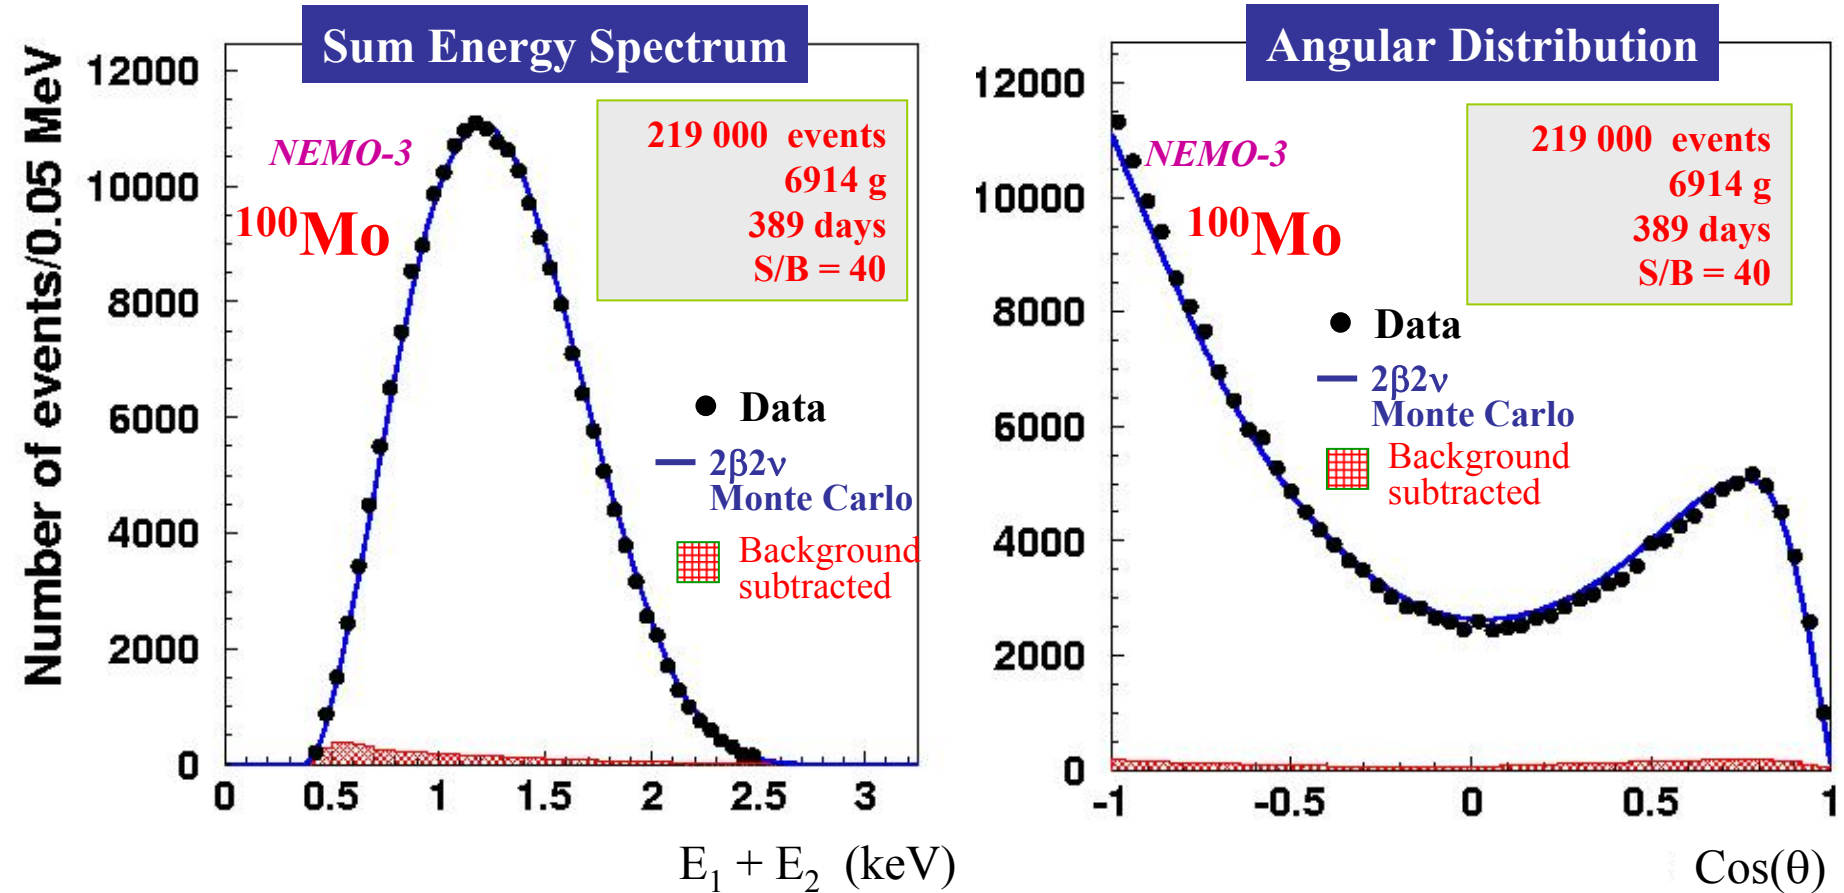 Sum Energy Spectrum
Number of events/0.05 MeV
12000
10000
8000
6000
4000
2000
0
NEMO-3
¹⁰⁰Mo
219 000 events
6914 g
389 days
S/B = 40
Data
2β2ν
Monte Carlo
Background
subtracted
0 0.5 1 1.5 2 2.5 3
E₁ + E₂ (keV)
Angular Distribution
12000
10000
8000
6000
4000
2000
0
NEMO-3
¹⁰⁰Mo
219 000 events
6914 g
389 days
S/B = 40
Data
2β2ν
Monte Carlo
Background
subtracted
-1 -0.5 0 0.5 1
Cos(θ)